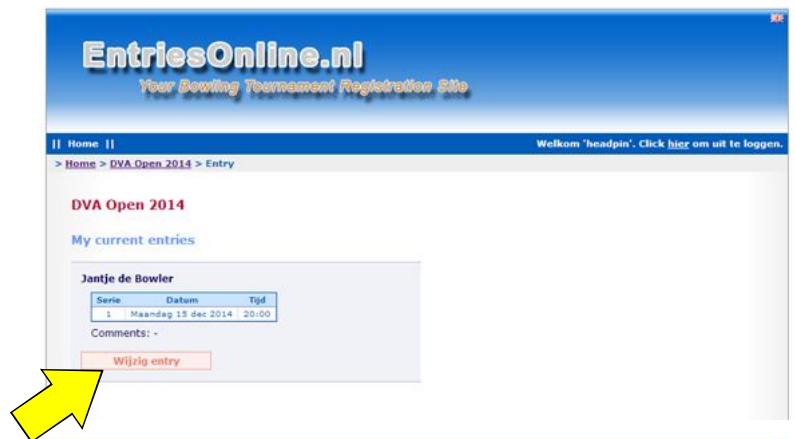 EntriesOnline.nl
Your Bowling Tournament Registration Site
|| Home ||
Welkom 'headpin'. Click hier om uit te loggen.
> Home > DVA Open 2014 > Entry
DVA Open 2014
My current entries
Jantje de Bowler
Serie Datum Tijd
1 Maandag 15 dec 2014 20:00
Comments: -
Wijzig entry